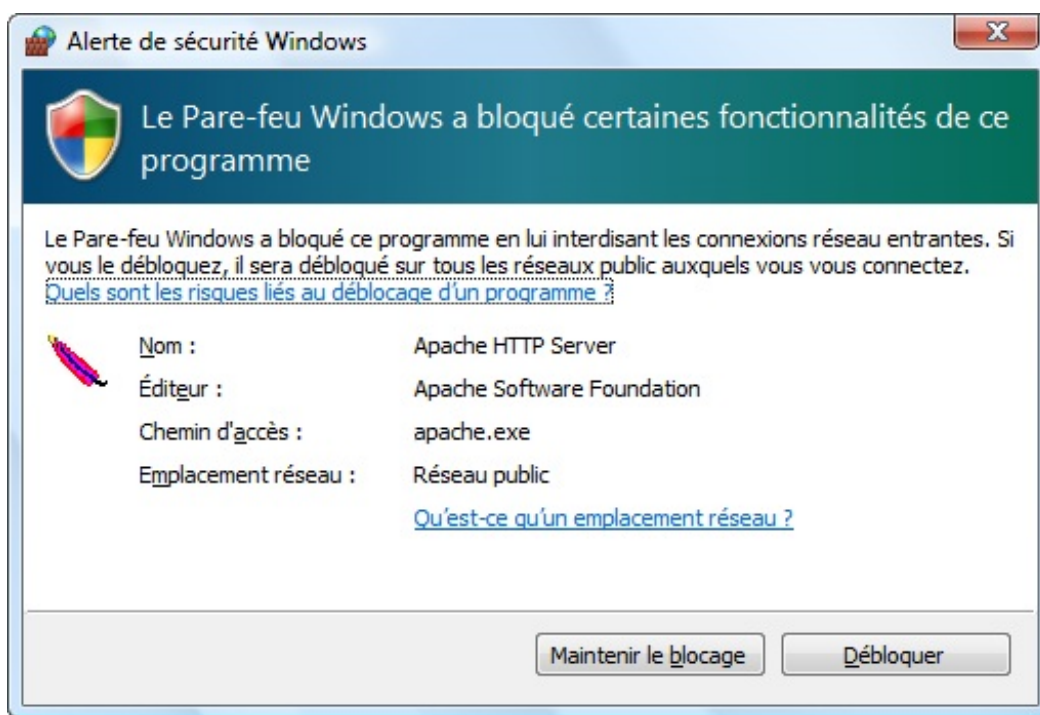 Alerte de sécurité Windows
Le Pare-feu Windows a bloqué certaines fonctionnalités de ce
programme
Le Pare-feu Windows a bloqué ce programme en lui interdisant les connexions réseau entrantes. Si
vous le débloquez, il sera débloqué sur tous les réseaux public auxquels vous vous connectez.
Quels sont les risques liés au déblocage d'un programme ?
Nom : Apache HTTP Server
Éditeur : Apache Software Foundation
Chemin d'accès : apache.exe
Emplacement réseau : Réseau public
Qu'est-ce qu'un emplacement réseau ?
Maintenir le blocage Débloquer